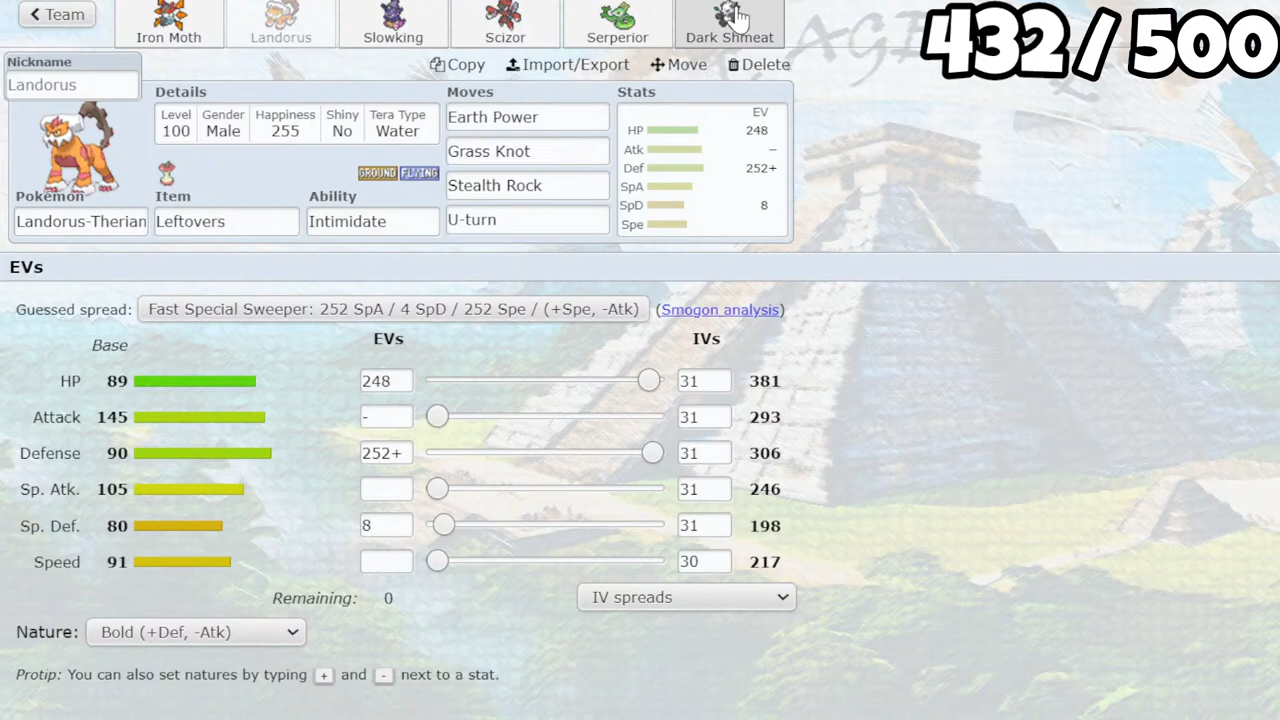 Team
Iron Moth
Landorus
Slowking
Scizor
Serperior
Dark Shmeat
432/500
Copy
Import/Export
Move
Delete
Nickname
Landorus
Details
Level
100
Gender
Male
Happiness
255
Shiny
No
Tera Type
Water
GROUND FLYING
Pokémon
Landorus-Therian
Item
Leftovers
Ability
Intimidate
Moves
Earth Power
Grass Knot
Stealth Rock
U-turn
Stats
EV
HP 248
Atk –
Def 252+
SpA
SpD 8
Spe
EVs
Guessed spread: Fast Special Sweeper: 252 SpA / 4 SpD / 252 Spe / (+Spe, -Atk) (Smogon analysis)
Base EVs IVs
HP 89 248 31 381
Attack 145 - 31 293
Defense 90 252+ 31 306
Sp. Atk. 105 31 246
Sp. Def. 80 8 31 198
Speed 91 30 217
Remaining: 0
IV spreads
Nature: Bold (+Def, -Atk)
Protip: You can also set natures by typing + and - next to a stat.